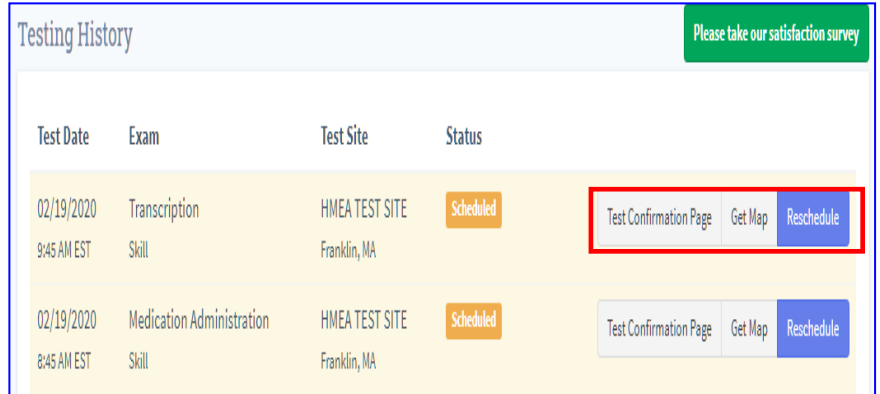 Testing History
Please take our satisfaction survey
Test Date Exam Test Site Status
02/19/2020 Transcription HMEA TEST SITE Scheduled Test Confirmation Page Get Map Reschedule
9:45 AM EST Skill Franklin, MA
02/19/2020 Medication Administration HMEA TEST SITE Scheduled Test Confirmation Page Get Map Reschedule
8:45 AM EST Skill Franklin, MA